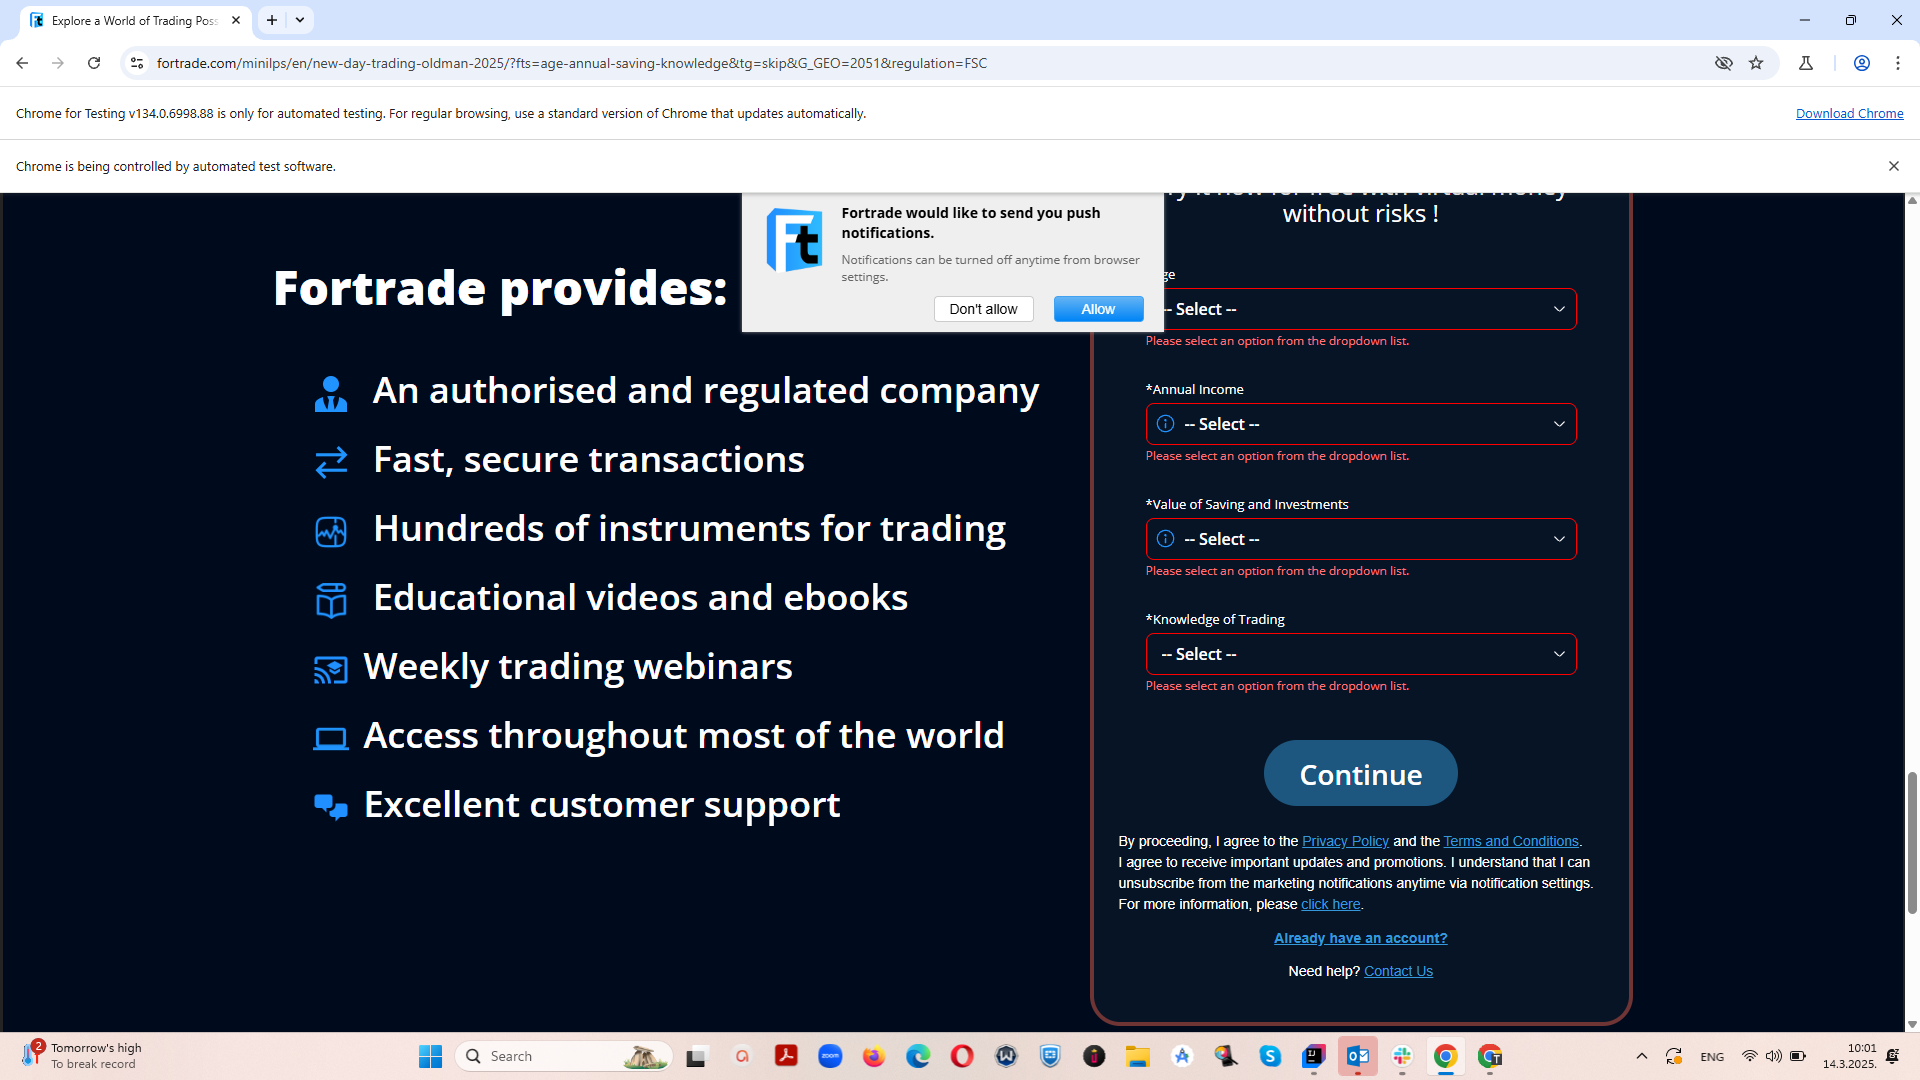 Explore a World of Trading Poss
fortrade.com/minilps/en/new-day-trading-oldman-2025/?fts=age-annual-saving-knowledge&tg=skip&G_GEO=2051&regulation=FSC
Chrome for Testing v134.0.6998.88 is only for automated testing. For regular browsing, use a standard version of Chrome that updates automatically.
Download Chrome
Chrome is being controlled by automated test software.
Fortrade would like to send you push
notifications.
Notifications can be turned off anytime from browser
settings.
Don't allow
Allow
it now for free with virtual money
without risks !
Fortrade provides:
An authorised and regulated company
Fast, secure transactions
Hundreds of instruments for trading
Educational videos and ebooks
Weekly trading webinars
Access throughout most of the world
Excellent customer support
-- Select --
Please select an option from the dropdown list.
*Annual Income
-- Select --
Please select an option from the dropdown list.
*Value of Saving and Investments
-- Select --
Please select an option from the dropdown list.
*Knowledge of Trading
-- Select --
Please select an option from the dropdown list.
Continue
By proceeding, I agree to the Privacy Policy and the Terms and Conditions.
I agree to receive important updates and promotions. I understand that I can
unsubscribe from the marketing notifications anytime via notification settings.
For more information, please click here.
Already have an account?
Need help? Contact Us
2
Tomorrow's high
To break record
Search
zoom
ENG
10:01
14.3.2025.